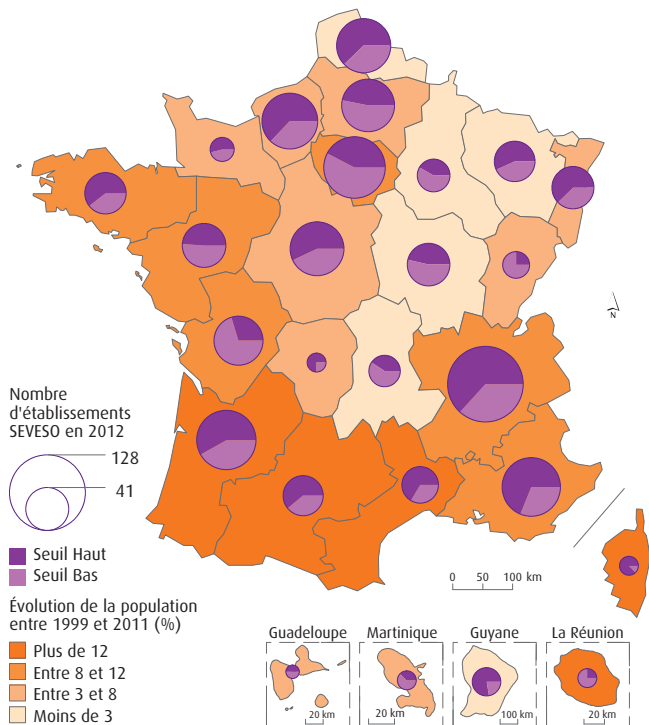 N
Nombre
d'établissements
SEVESO en 2012
128
41
Seuil Haut
Seuil Bas
0 50 100 km
Évolution de la population
entre 1999 et 2011 (%)
Plus de 12
Entre 8 et 12
Entre 3 et 8
Moins de 3
Guadeloupe Martinique Guyane La Réunion
20 km 20 km 100 km 20 km